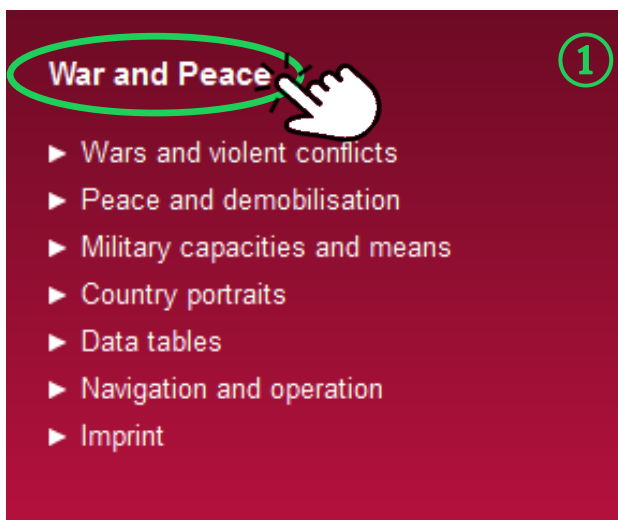 War and Peace
①
► Wars and violent conflicts
► Peace and demobilisation
► Military capacities and means
► Country portraits
► Data tables
► Navigation and operation
► Imprint